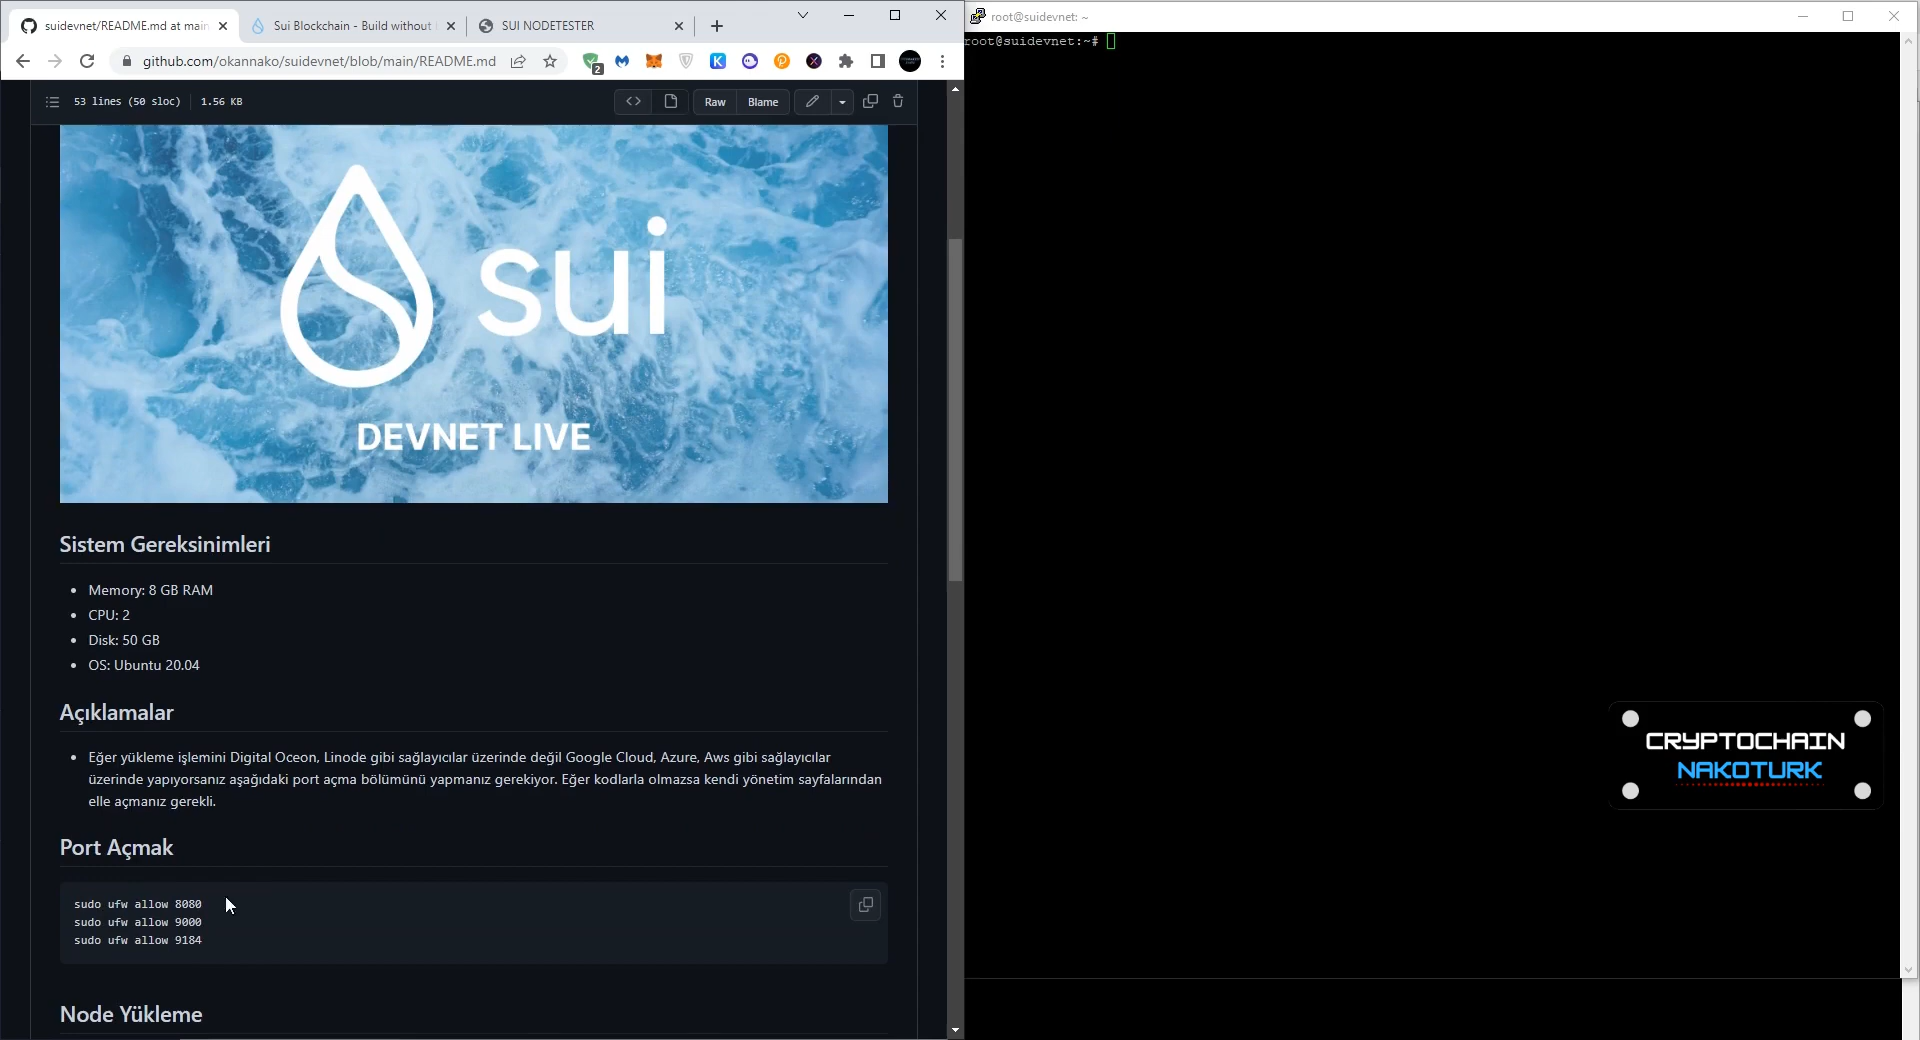 suidevnet/README.md at main
Sui Blockchain - Build without
SUI NODETESTER
root@suidevnet: ~
github.com/okannako/suidevnet/blob/main/README.md
2
root@suidevnet:~#
53 lines (50 sloc)
1.56 KB
Raw
Blame
sui
DEVNET LIVE
Sistem Gereksinimleri
Memory: 8 GB RAM
CPU: 2
Disk: 50 GB
OS: Ubuntu 20.04
Açıklamalar
Eğer yükleme işlemini Digital Ocean, Linode gibi sağlayıcılar üzerinde değil Google Cloud, Azure, Aws gibi sağlayıcılar
üzerinde yapıyorsanız aşağıdaki port açma bölümünü yapmanız gerekiyor. Eğer kodlarla olmazsa kendi yönetim sayfalarından
elle açmanız gerekli.
CRYPTOCHAIN
NAKOTURK
Port Açmak
sudo ufw allow 8080
sudo ufw allow 9000
sudo ufw allow 9184
Node Yükleme